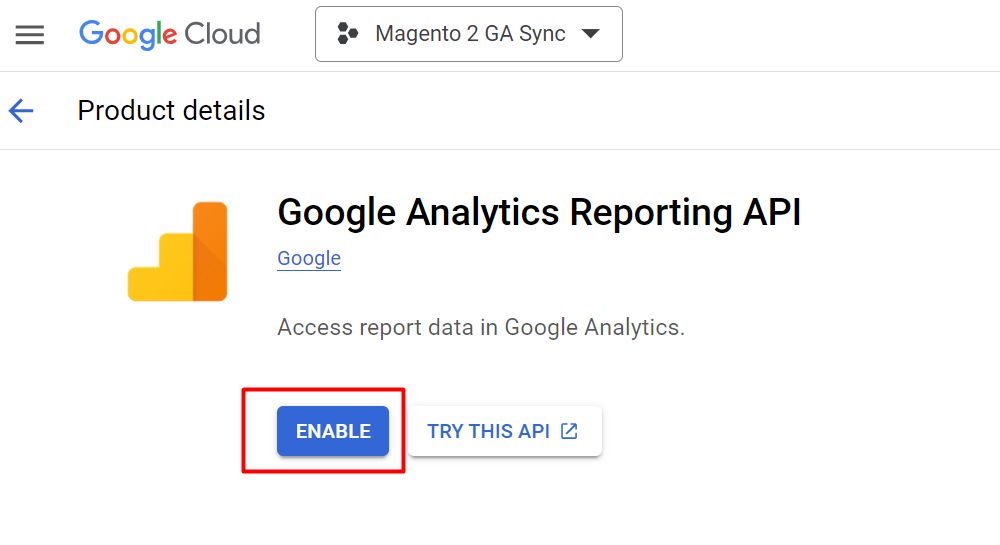 Google Cloud
Magento 2 GA Sync
Product details
Google Analytics Reporting API
Google
Access report data in Google Analytics.
ENABLE
TRY THIS API